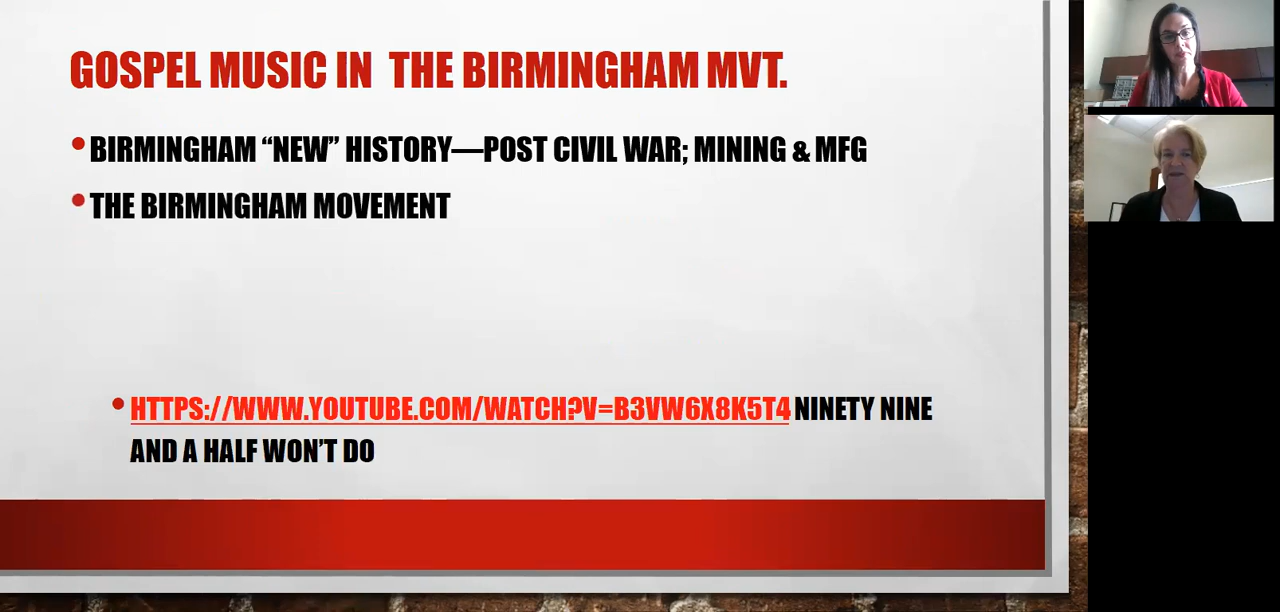 GOSPEL MUSIC IN THE BIRMINGHAM MVT.
• BIRMINGHAM “NEW” HISTORY—POST CIVIL WAR; MINING & MFG
• THE BIRMINGHAM MOVEMENT
• HTTPS://WWW.YOUTUBE.COM/WATCH?V=B3VW6X8K5T4 NINETY NINE
AND A HALF WON’T DO